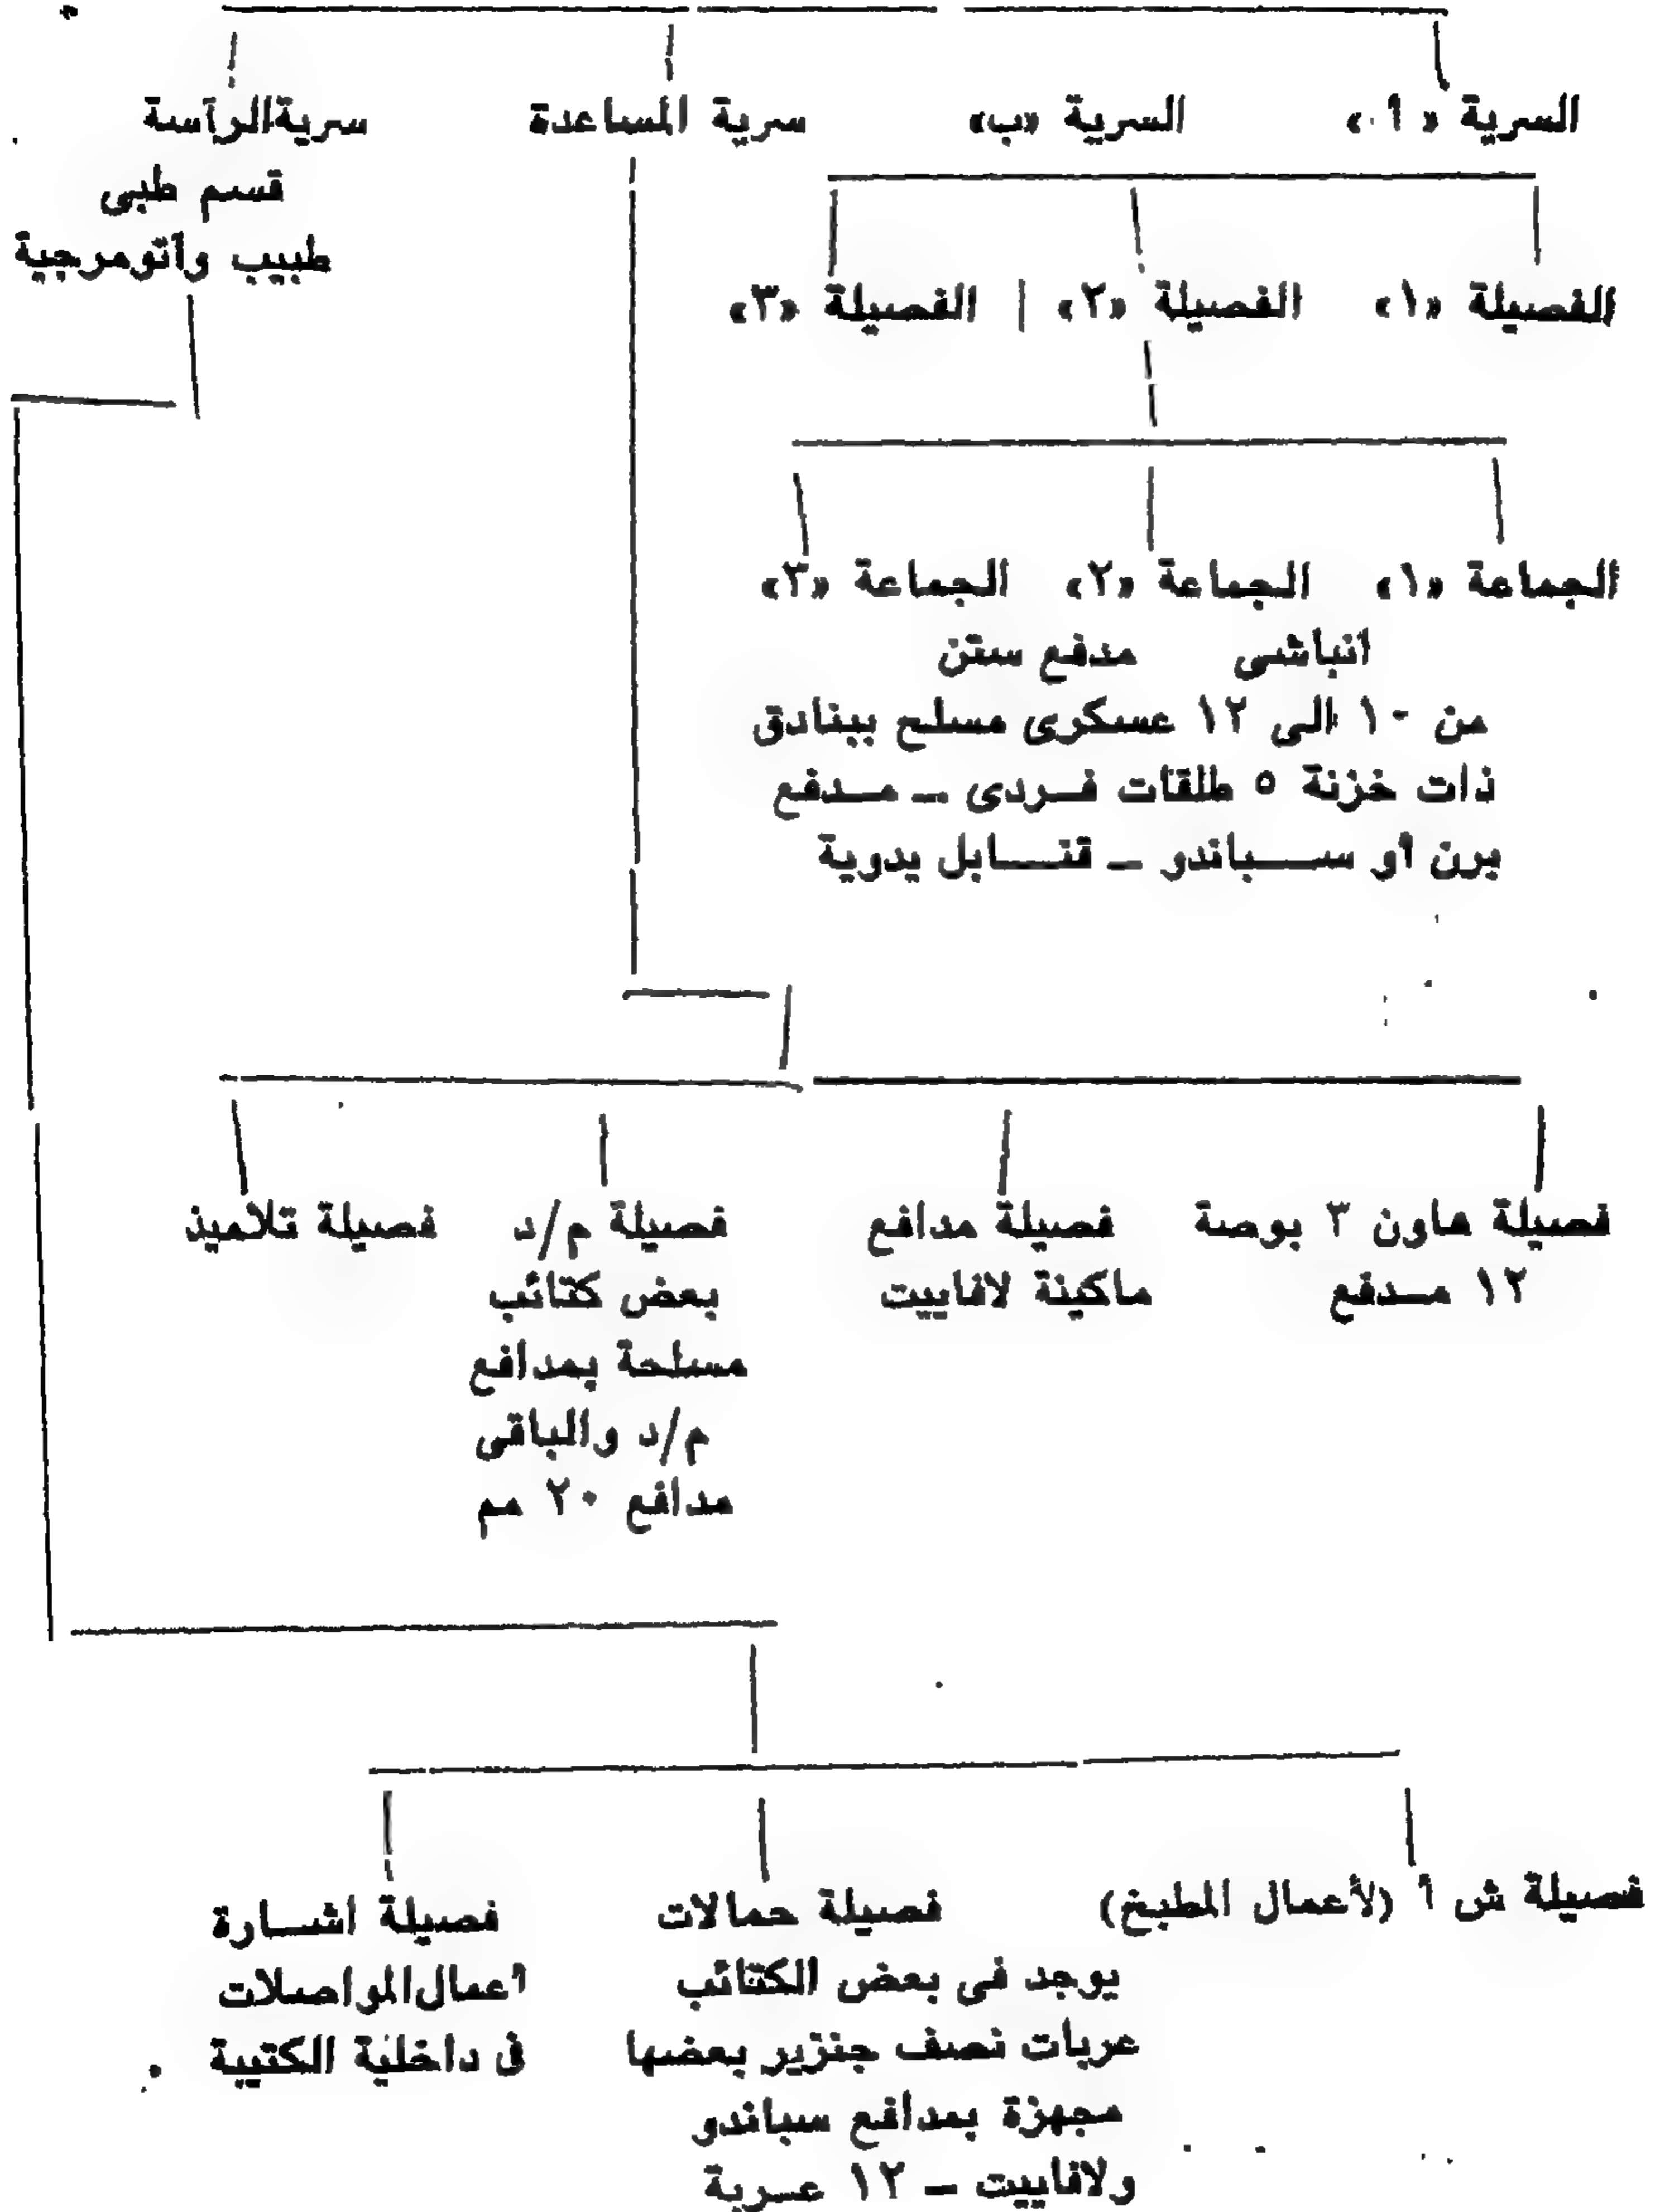 السرية «أ» السرية «ب» سرية المساعدة سرية الرآسة
قسم طبى
طبيب وآتومرجية
الفصيلة «١» الفصيلة «٢» | الفصيلة «٣»
الجماعة «١» الجماعة «٢» الجماعة «٣»
انباشى مدفع ستن
من ١٠ الى ١٢ عسكرى مسلح ببنادق
ذات خزنة ٥ طلقات فردى ـ مدفع
برن أو سباندو ـ قنابل يدوية
فصيلة هاون ٣ بوصة
١٢ مدفع
فصيلة مدافع
ماكينة لافاييت
فصيلة م/د
بعض كتائب
مسلحة بمدافع
م/د والباقى
مدافع ٢٠ مم
فصيلة تلاميذ
فصيلة ش أ (لأعمال المطبخ)
فصيلة حمالات
يوجد فى بعض الكتائب
عربات نصف جنزير بعضها
مجهزة بمدافع سباندو
ولافاييت ـ ١٢ عربة
فصيلة اشارة
أعمال المواصلات
فى داخلية الكتيبة